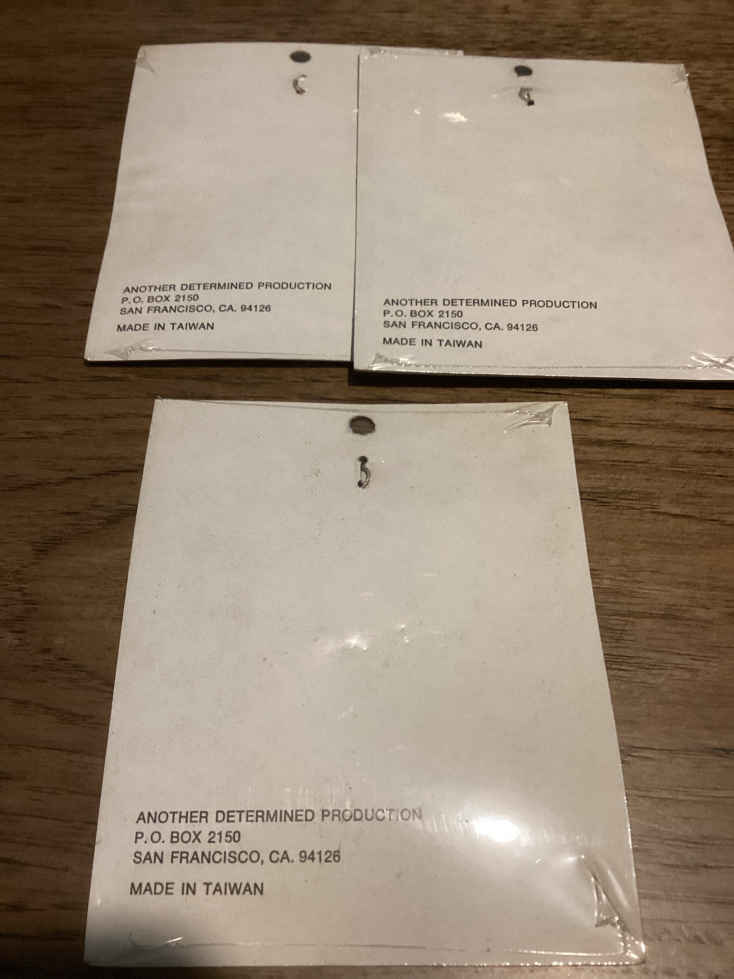 ANOTHER DETERMINED PRODUCTION
P.O. BOX 2150
SAN FRANCISCO, CA. 94126
MADE IN TAIWAN
ANOTHER DETERMINED PRODUCTION
P.O. BOX 2150
SAN FRANCISCO, CA. 94126
MADE IN TAIWAN
ANOTHER DETERMINED PRODUCTION
P.O. BOX 2150
SAN FRANCISCO, CA. 94126
MADE IN TAIWAN